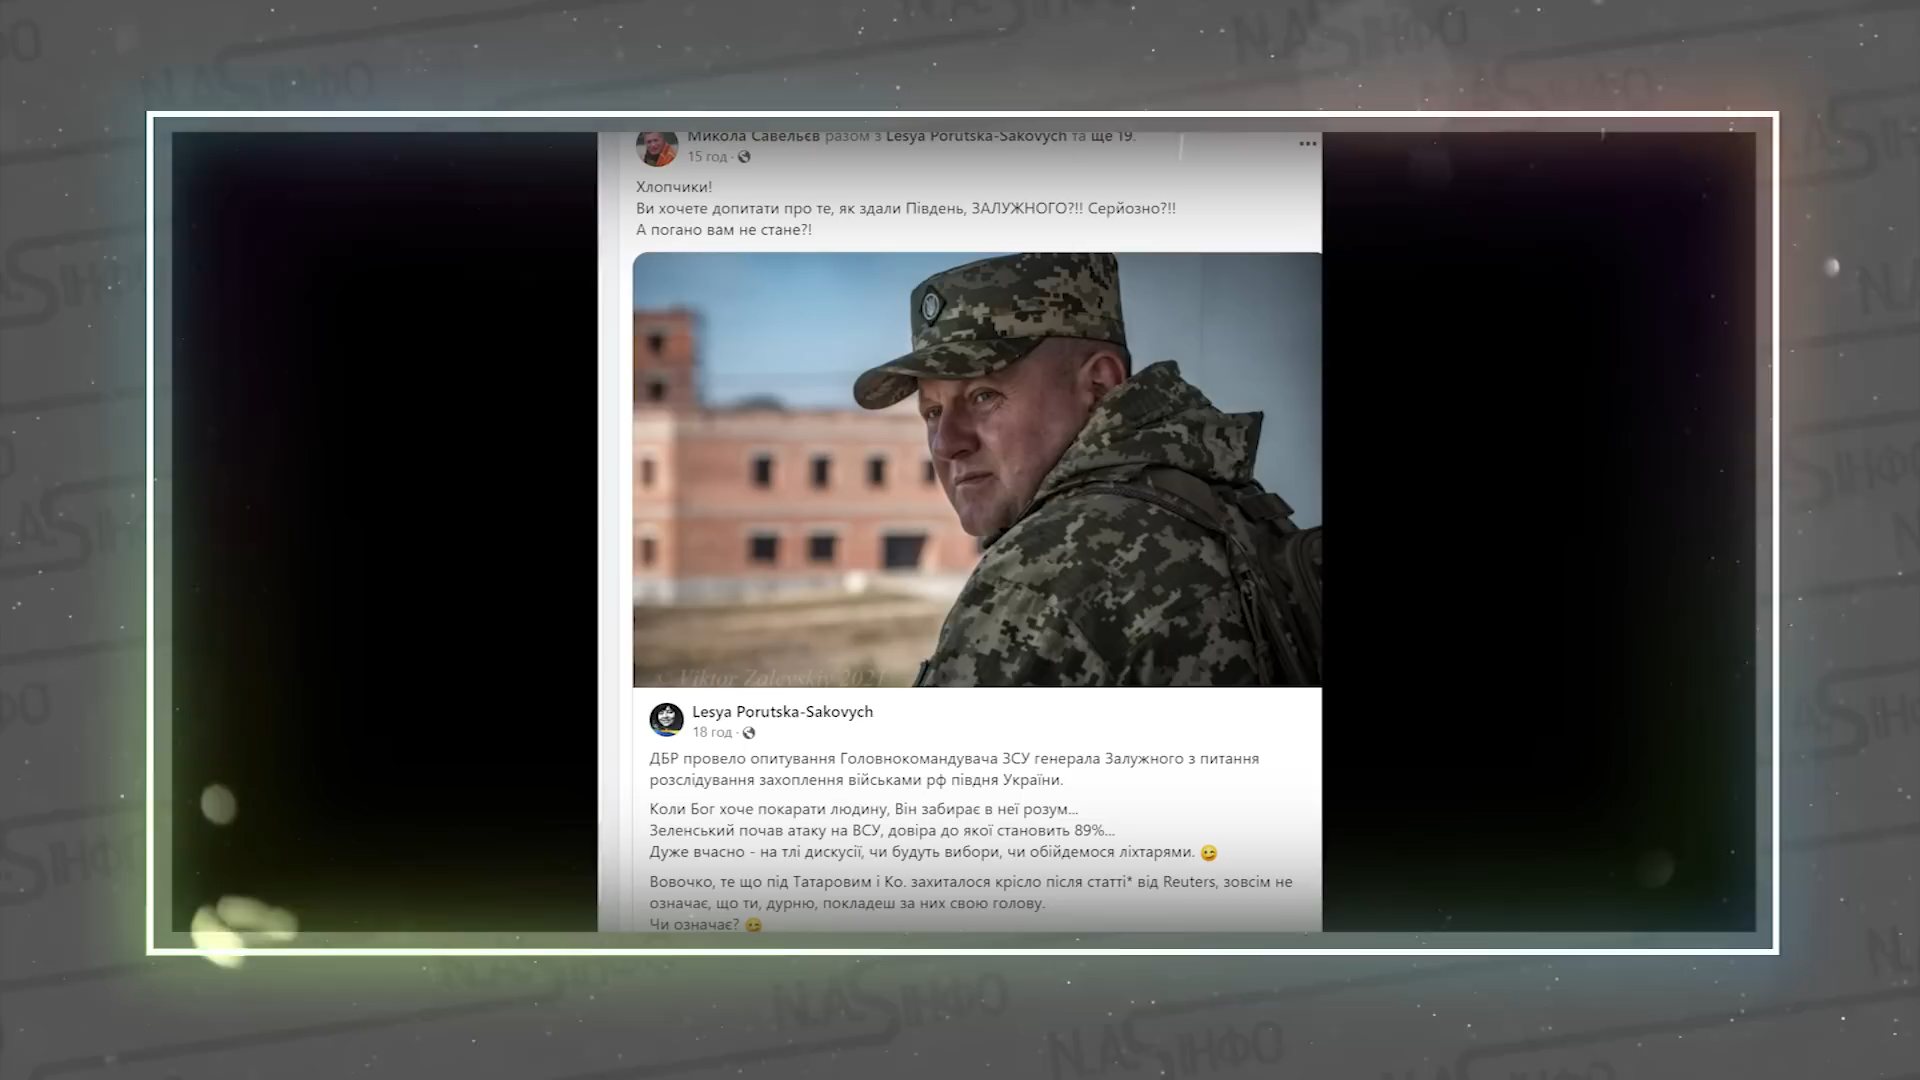 Микола Савельєв разом з Lesya Porutska-Sakovych та ще 19.
15 год ·
Хлопчики!
Ви хочете допитати про те, як здали Південь, ЗАЛУЖНОГО?!! Серйозно?!!
А погано вам не стане?!
Viktor Zalevskiy 2021
Lesya Porutska-Sakovych
18 год ·
ДБР провело опитування Головнокомандувача ЗСУ генерала Залужного з питання
розслідування захоплення військами рф півдня України.
Коли Бог хоче покарати людину, Він забирає в неї розум...
Зеленський почав атаку на ВСУ, довіра до якої становить 89%...
Дуже вчасно - на тлі дискусії, чи будуть вибори, чи обійдемося ліхтарями. 😅
Вовочко, те що під Татаровим і Ко. захиталося крісло після статті* від Reuters, зовсім не
означає, що ти, дурню, покладеш за них свою голову.
Чи означає? 😅